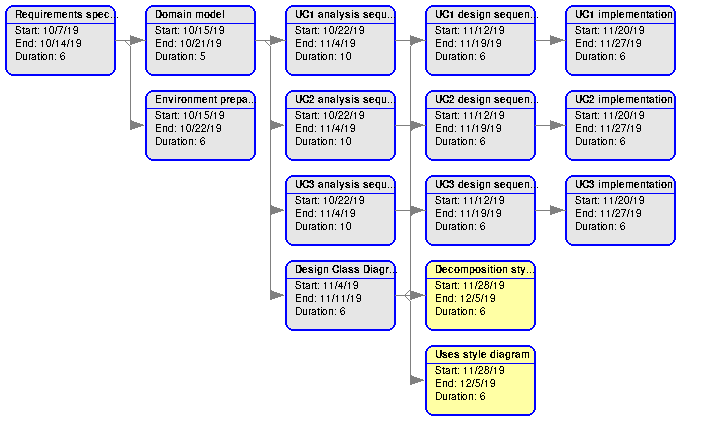 Requirements spec..
Start: 10/7/19
End: 10/14/19
Duration: 6
Domain model
Start: 10/15/19
End: 10/21/19
Duration: 5
UC1 analysis sequ..
Start: 10/22/19
End: 11/4/19
Duration: 10
UC1 design sequen..
Start: 11/12/19
End: 11/19/19
Duration: 6
UC1 implementation
Start: 11/20/19
End: 11/27/19
Duration: 6
Environment prepa..
Start: 10/15/19
End: 10/22/19
Duration: 6
UC2 analysis sequ..
Start: 10/22/19
End: 11/4/19
Duration: 10
UC2 design sequen..
Start: 11/12/19
End: 11/19/19
Duration: 6
UC2 implementation
Start: 11/20/19
End: 11/27/19
Duration: 6
UC3 analysis sequ..
Start: 10/22/19
End: 11/4/19
Duration: 10
UC3 design sequen..
Start: 11/12/19
End: 11/19/19
Duration: 6
UC3 implementation
Start: 11/20/19
End: 11/27/19
Duration: 6
Design Class Diagr..
Start: 11/4/19
End: 11/11/19
Duration: 6
Decomposition sty...
Start: 11/28/19
End: 12/5/19
Duration: 6
Uses style diagram
Start: 11/28/19
End: 12/5/19
Duration: 6